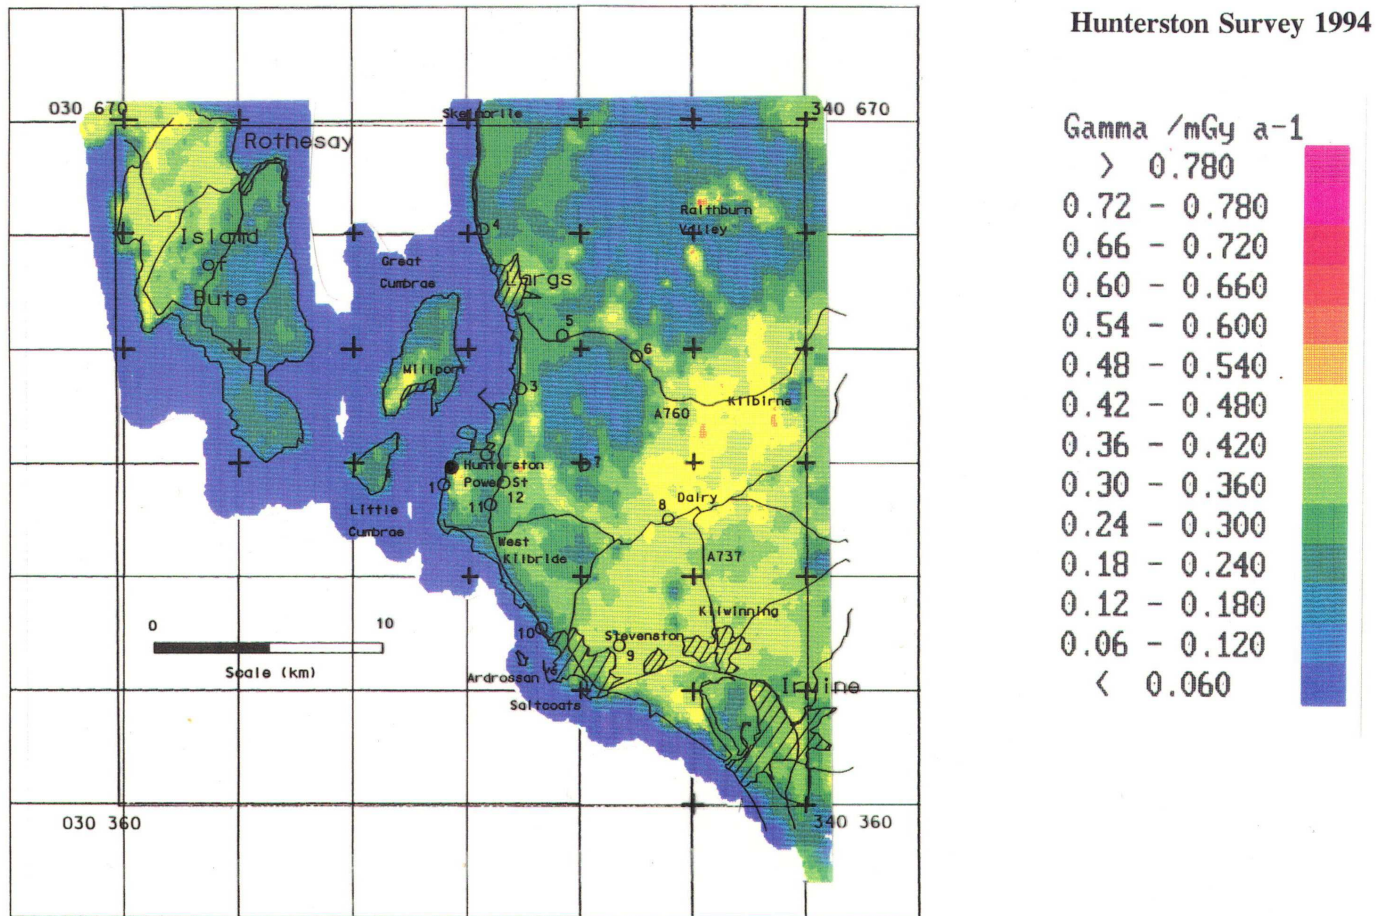 Hunterston Survey 1994
030 670
Skelmorlie
340 670
Rothesay
Ralthburn
Valley
4
Island
of
Bute
Great
Cumbrae
Largs
5
6
Millport
3
A760
Kilbirne
2
7
Hunterston
Power St
1
12
11
8
Dalry
Little
Cumbrae
West
Kilbride
A737
Kilwinning
0
10
Scale (km)
10
Stevenston
9
Ardrossan
Saltcoats
Irvine
030 360
340 360
Gamma /mGy a-1
> 0.780
0.72 - 0.780
0.66 - 0.720
0.60 - 0.660
0.54 - 0.600
0.48 - 0.540
0.42 - 0.480
0.36 - 0.420
0.30 - 0.360
0.24 - 0.300
0.18 - 0.240
0.12 - 0.180
0.06 - 0.120
< 0.060